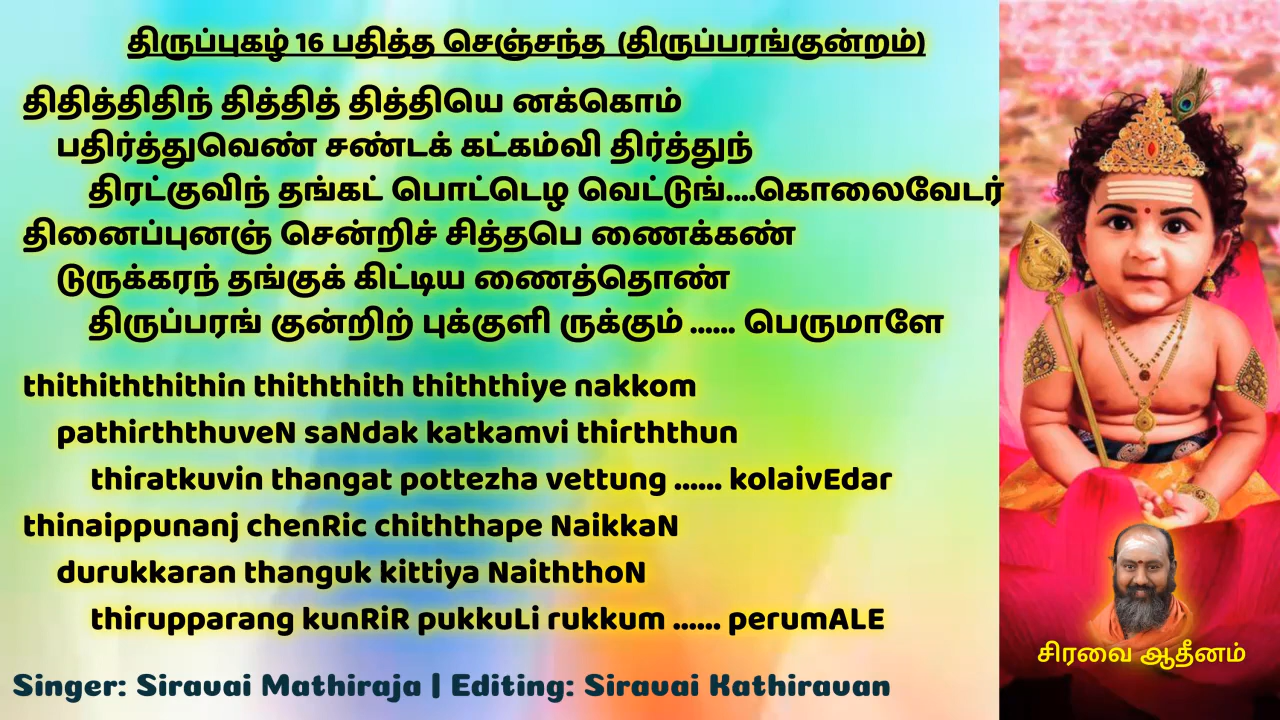 திருப்புகழ் 16 பதித்த செஞ்சந்த (திருப்பரங்குன்றம்)
திதித்திதிந் தித்தித் தித்தியெ னக்கொம்
பதிர்த்துவெண் சண்டக் கட்கம்வி திர்த்துந்
திரட்குவிந் தங்கட் பொட்டெழ வெட்டுங்....கொலைவேடர்
தினைப்புனஞ் சென்றிச் சித்தபெ ணைக்கண்
டுருக்கரந் தங்குக் கிட்டிய ணைத்தொண்
திருப்பரங் குன்றிற் புக்குளி ருக்கும் ...... பெருமாளே
thithiththithin thiththith thiththiye nakkom
pathirththuveN saNdak katkamvi thirththun
thiratkuvin thangat pottezha vettung ...... kolaivEdar
thinaippunanj chenRic chiththape NaikkaN
durukkaran thanguk kittiya NaiththoN
thirupparang kunRiR pukkuLi rukkum ...... perumALE
Singer: Siravai Mathiraja | Editing: Siravai Kathiravan
சிரவை ஆதீனம்